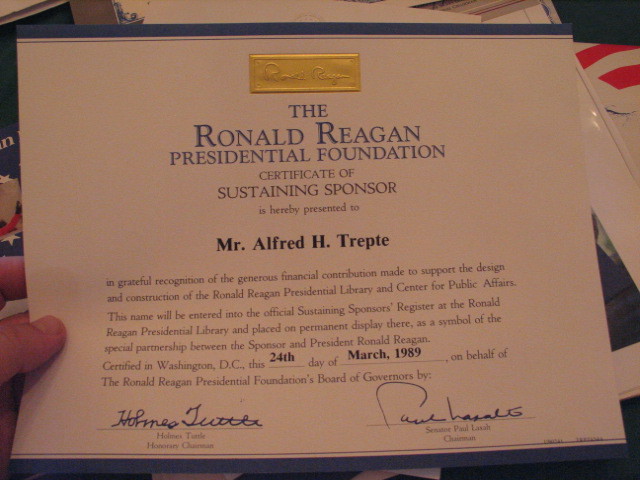 Ronald Reagan
THE
RONALD REAGAN
PRESIDENTIAL FOUNDATION
CERTIFICATE OF
SUSTAINING SPONSOR
is hereby presented to
Mr. Alfred H. Trepte
in grateful recognition of the generous financial contribution made to support the design
and construction of the Ronald Reagan Presidential Library and Center for Public Affairs.
This name will be entered into the official Sustaining Sponsors' Register at the Ronald
Reagan Presidential Library and placed on permanent display there, as a symbol of the
special partnership between the Sponsor and President Ronald Reagan.
Certified in Washington, D.C., this 24th day of March, 1989, on behalf of
The Ronald Reagan Presidential Foundation's Board of Governors by:
Holmes Tuttle
Paul Laxalt
Holmes Tuttle
Honorary Chairman
Senator Paul Laxalt
Chairman